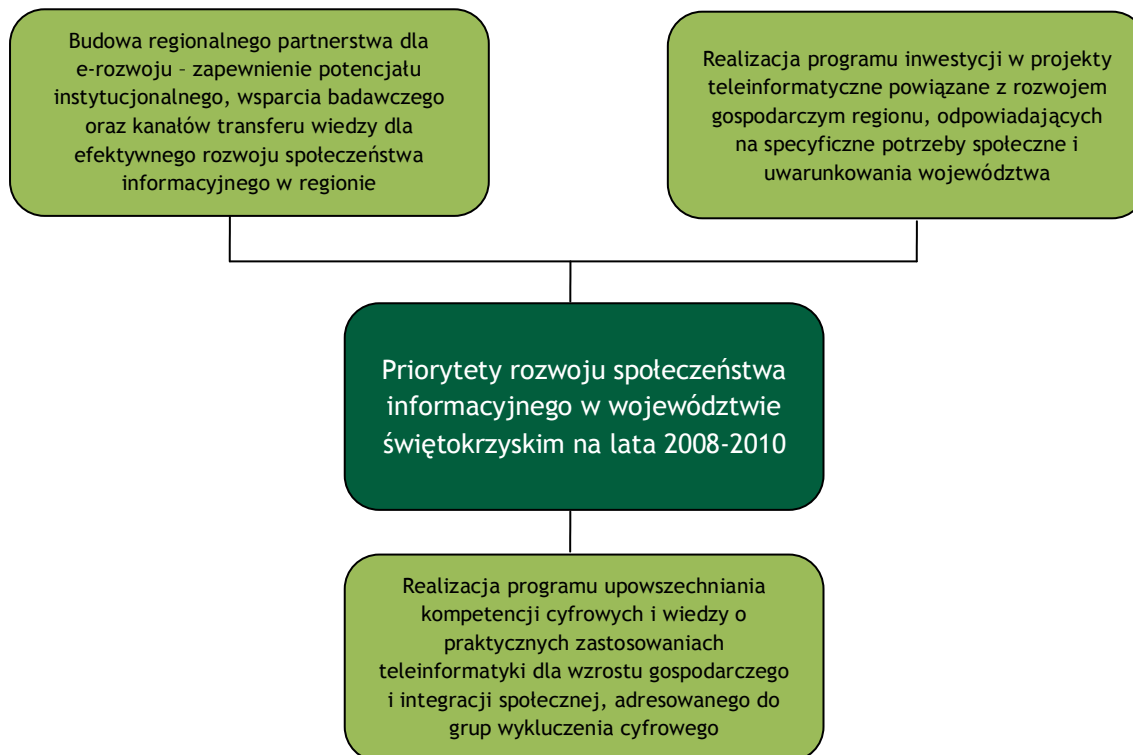 Budowa regionalnego partnerstwa dla
e-rozwoju – zapewnienie potencjału
instytucjonalnego, wsparcia badawczego
oraz kanałów transferu wiedzy dla
efektywnego rozwoju społeczeństwa
informacyjnego w regionie
Realizacja programu inwestycji w projekty
teleinformatyczne powiązane z rozwojem
gospodarczym regionu, odpowiadających
na specyficzne potrzeby społeczne i
uwarunkowania województwa
Priorytety rozwoju społeczeństwa
informacyjnego w województwie
świętokrzyskim na lata 2008-2010
Realizacja programu upowszechniania
kompetencji cyfrowych i wiedzy o
praktycznych zastosowaniach
teleinformatyki dla wzrostu gospodarczego
i integracji społecznej, adresowanego do
grup wykluczenia cyfrowego